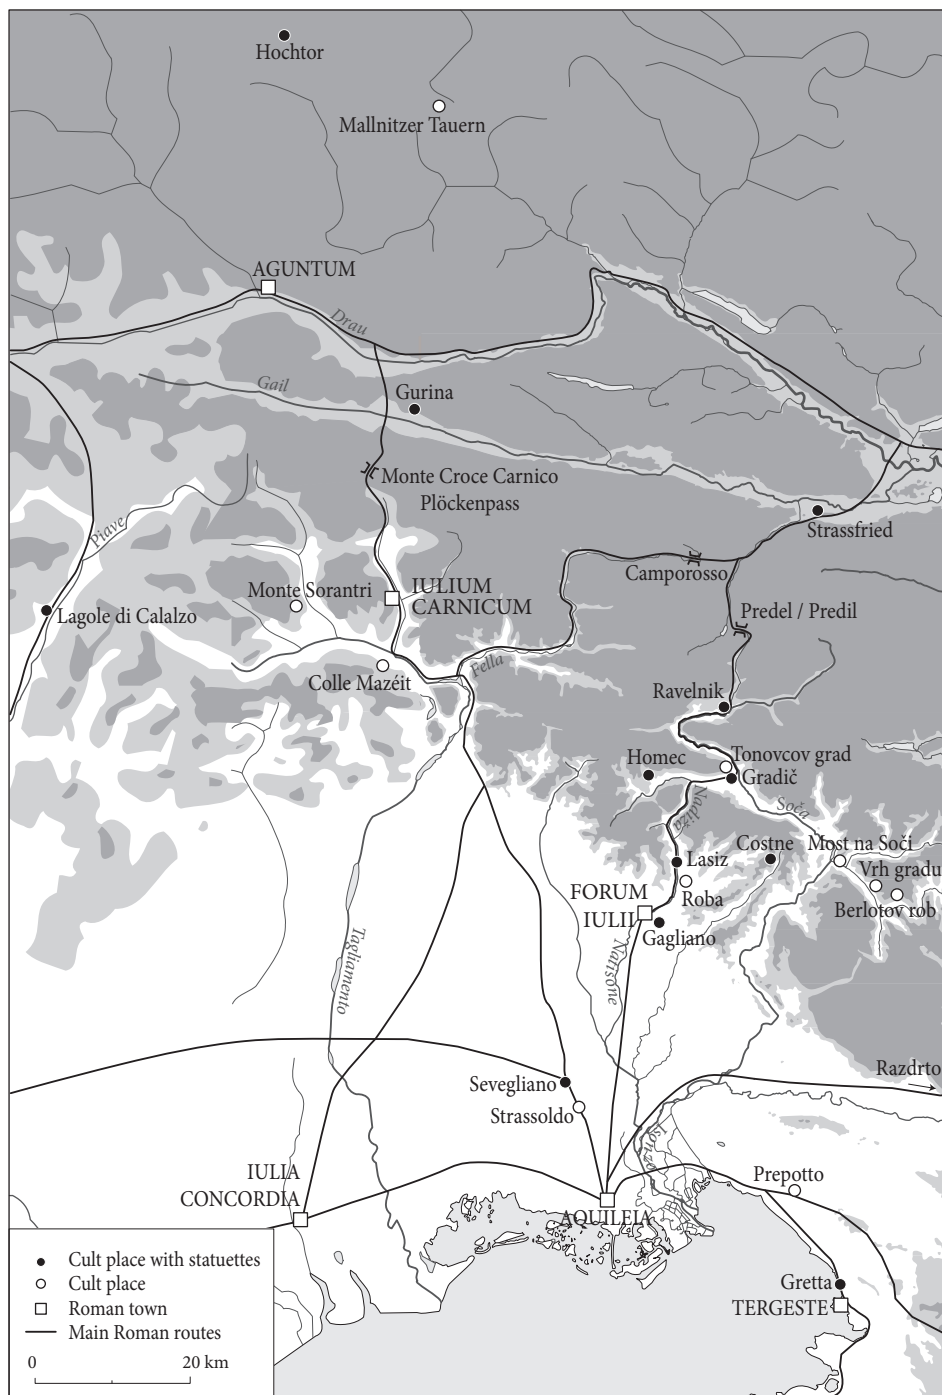 Hochtor
Mallnitzer Tauern
AGUNTUM
Drau
Gail
Gurina
Monte Croce Carnico
Plöckenpass
Strassfried
Piave
Camporosso
Monte Sorantri
IULIUM
CARNICUM
Lagole di Calalzo
Predel / Predil
Fella
Colle Mazéit
Ravelnik
Homec
Tonovcov grad
Gradič
Nadiža
Soča
Costne
Most na Soči
Lasiz
Vrh gradu
Roba
Berlotov rob
FORUM
IULII
Gagliano
Tagliamento
Natisone
Razdrto
Sevegliano
Strassoldo
Isonzo
IULIA
CONCORDIA
Prepotto
AQUILEIA
Gretta
TERGESTE
Cult place with statuettes
Cult place
Roman town
Main Roman routes
0 20 km